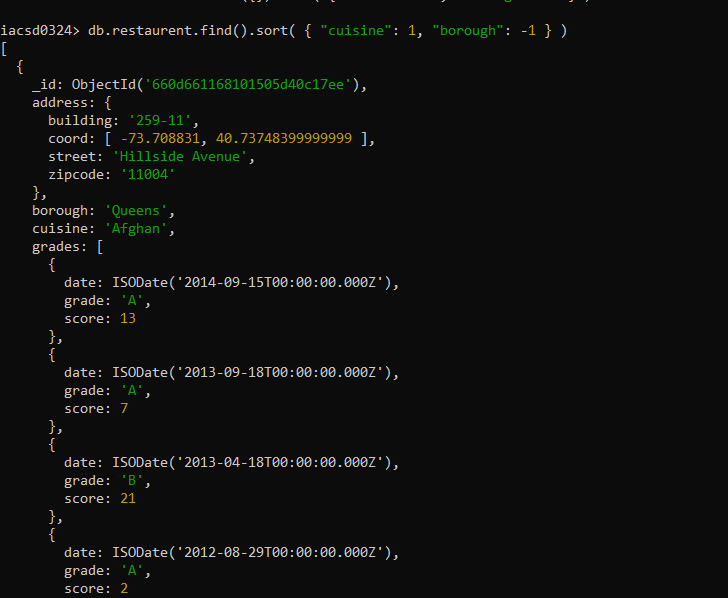 iacsd0324> db.restaurent.find().sort( { "cuisine": 1, "borough": -1 } )
[
  {
    _id: ObjectId('660d661168101505d40c17ee'),
    address: {
      building: '259-11',
      coord: [ -73.708831, 40.73748399999999 ],
      street: 'Hillside Avenue',
      zipcode: '11004'
    },
    borough: 'Queens',
    cuisine: 'Afghan',
    grades: [
      {
        date: ISODate('2014-09-15T00:00:00.000Z'),
        grade: 'A',
        score: 13
      },
      {
        date: ISODate('2013-09-18T00:00:00.000Z'),
        grade: 'A',
        score: 7
      },
      {
        date: ISODate('2013-04-18T00:00:00.000Z'),
        grade: 'B',
        score: 21
      },
      {
        date: ISODate('2012-08-29T00:00:00.000Z'),
        grade: 'A',
        score: 2